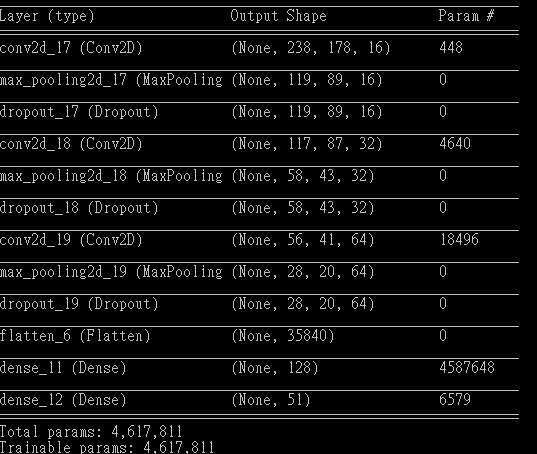 Layer (type) Output Shape Param #
conv2d_17 (Conv2D) (None, 238, 178, 16) 448
max_pooling2d_17 (MaxPooling (None, 119, 89, 16) 0
dropout_17 (Dropout) (None, 119, 89, 16) 0
conv2d_18 (Conv2D) (None, 117, 87, 32) 4640
max_pooling2d_18 (MaxPooling (None, 58, 43, 32) 0
dropout_18 (Dropout) (None, 58, 43, 32) 0
conv2d_19 (Conv2D) (None, 56, 41, 64) 18496
max_pooling2d_19 (MaxPooling (None, 28, 20, 64) 0
dropout_19 (Dropout) (None, 28, 20, 64) 0
flatten_6 (Flatten) (None, 35840) 0
dense_11 (Dense) (None, 128) 4587648
dense_12 (Dense) (None, 51) 6579
Total params: 4,617,811
Trainable params: 4,617,811